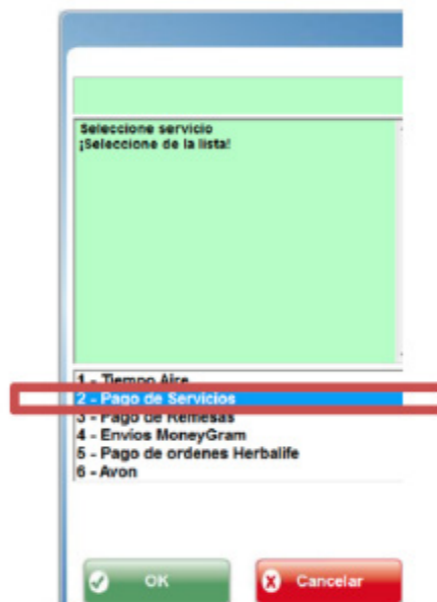 Seleccione servicio
¡Seleccione de la lista!
1 - Tiempo Aire
2 - Pago de Servicios
3 - Pago de Remesas
4 - Envios MoneyGram
5 - Pago de ordenes Herbalife
6 - Avon
OK
Cancelar